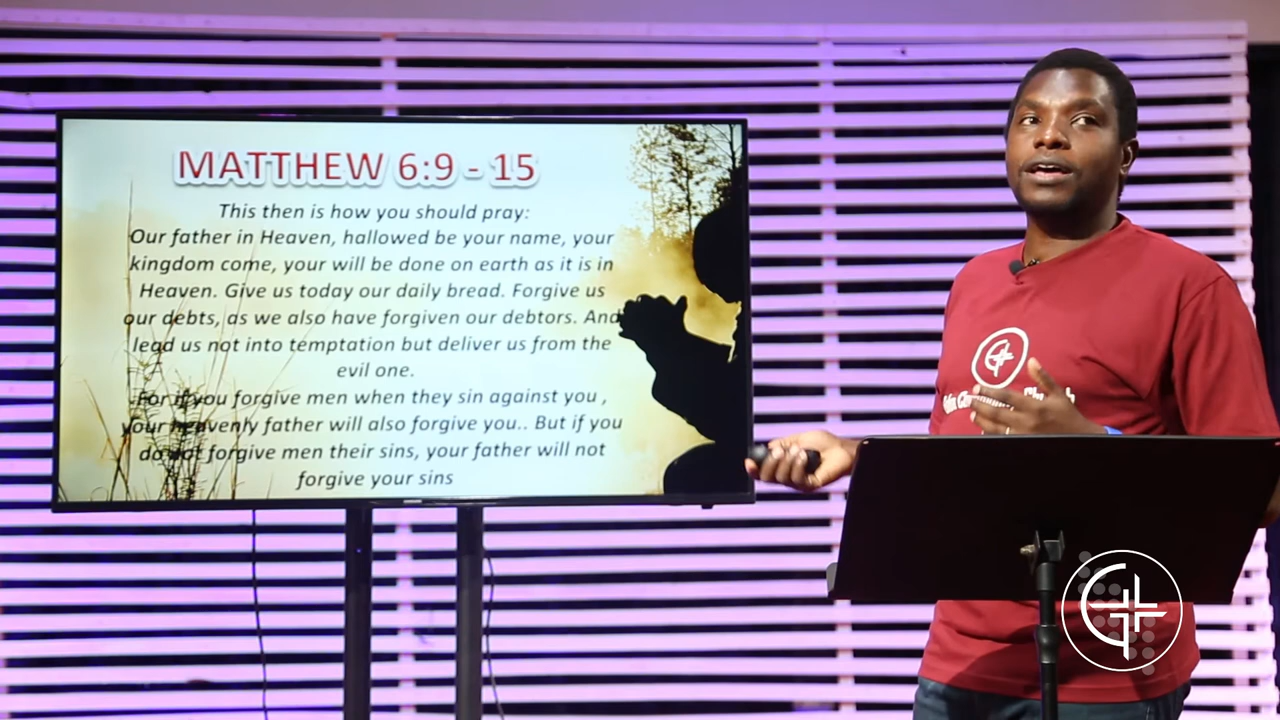 MATTHEW 6:9 - 15
This then is how you should pray:
Our father in Heaven, hallowed be your name, your
kingdom come, your will be done on earth as it is in
Heaven. Give us today our daily bread. Forgive us
our debts, as we also have forgiven our debtors. And
lead us not into temptation but deliver us from the
evil one.
For if you forgive men when they sin against you ,
your heavenly father will also forgive you.. But if you
do not forgive men their sins, your father will not
forgive your sins